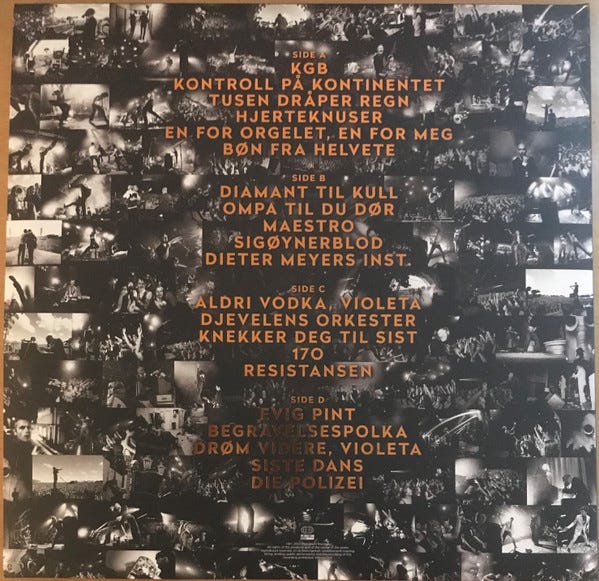 SIDE A
KGB
KONTROLL PÅ KONTINENTET
TUSEN DRÅPER REGN
HJERTEKNUSER
EN FOR ORGELET, EN FOR MEG
BØN FRA HELVETE
SIDE B
DIAMANT TIL KULL
OMPA TIL DU DØR
MAESTRO
SIGØYNERBLOD
DIETER MEYERS INST.
SIDE C
ALDRI VODKA, VIOLETA
DJEVELENS ORKESTER
KNEKKER DEG TIL SIST
170
RESISTANSEN
SIDE D
EVIG PINT
BEGRAVELSESPOLKA
DRØM VIDERE, VIOLETA
SISTE DANS
DIE POLIZEI